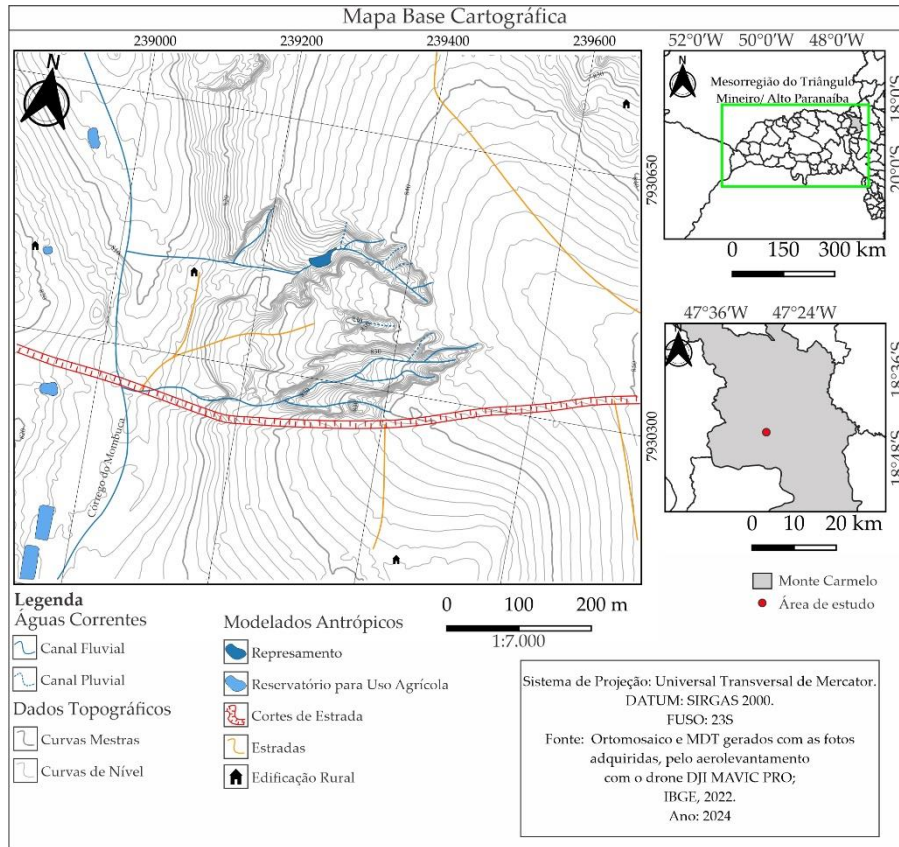 Mapa Base Cartográfica
239000 239200 239400 239600
N
7930650
7930300
820
840
830
830
Córrego do Mombuca
52°0'W 50°0'W 48°0'W
Mesorregião do Triângulo
Mineiro/ Alto Paranaíba
18°0'S
20°0'S
0 150 300 km
47°36'W 47°24'W
18°36'S
18°48'S
0 10 20 km
Monte Carmelo
Área de estudo
Legenda
Águas Correntes
Canal Fluvial
Canal Pluvial
Dados Topográficos
Curvas Mestras
Curvas de Nível
Modelados Antrópicos
Represamento
Reservatório para Uso Agrícola
Cortes de Estrada
Estradas
Edificação Rural
0 100 200 m
1:7.000
Sistema de Projeção: Universal Transversal de Mercator.
DATUM: SIRGAS 2000.
FUSO: 23S
Fonte: Ortomosaico e MDT gerados com as fotos
adquiridas, pelo aerolevantamento
com o drone DJI MAVIC PRO;
IBGE, 2022.
Ano: 2024